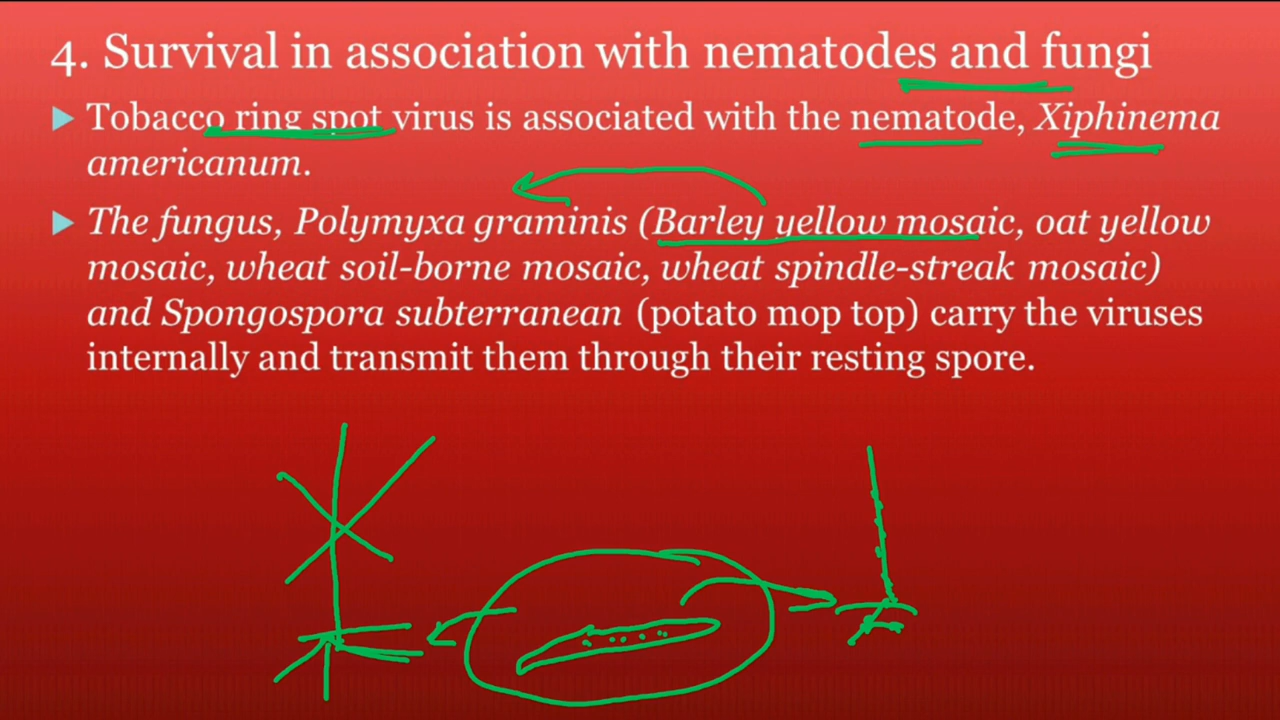 4. Survival in association with nematodes and fungi
Tobacco ring spot virus is associated with the nematode, Xiphinema
americanum.
The fungus, Polymyxa graminis (Barley yellow mosaic, oat yellow
mosaic, wheat soil-borne mosaic, wheat spindle-streak mosaic)
and Spongospora subterranean (potato mop top) carry the viruses
internally and transmit them through their resting spore.